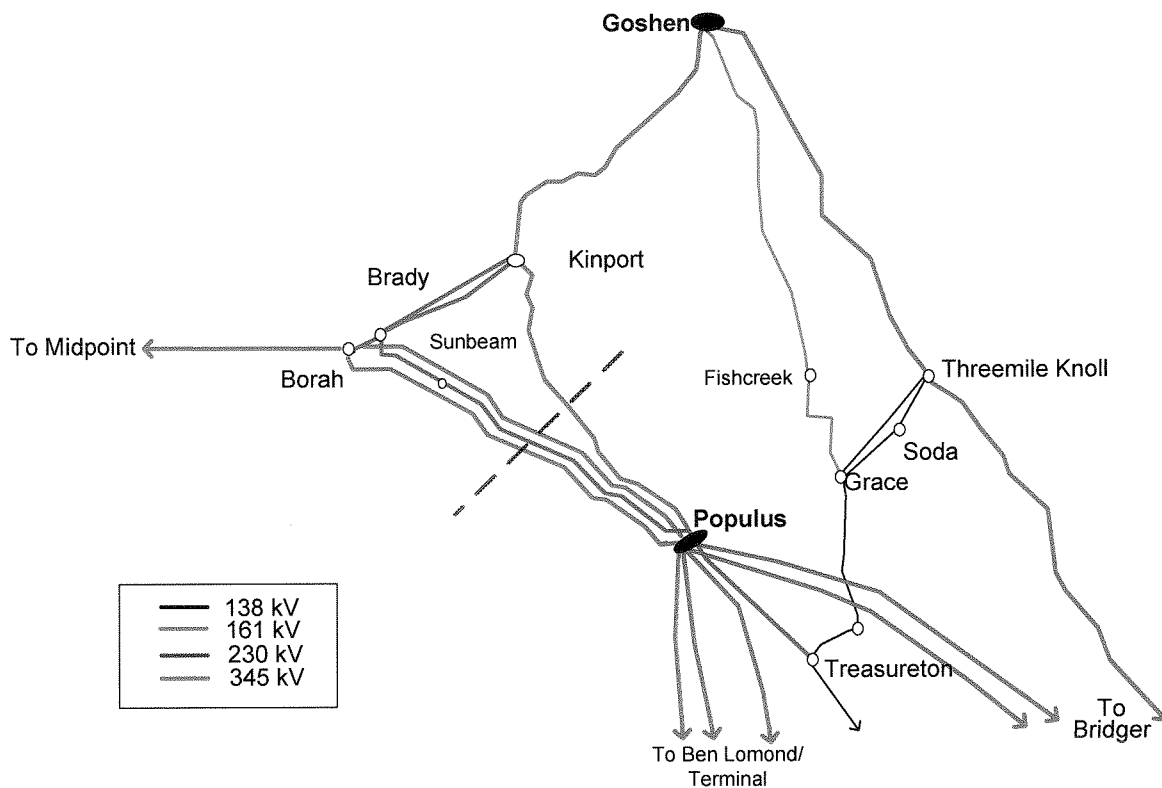 Goshen
Kinport
Brady
To Midpoint
Sunbeam
Borah
Fishcreek
Threemile Knoll
Soda
Grace
Populus
138 kV
161 kV
230 kV
345 kV
Treasureton
To
Bridger
To Ben Lomond/
Terminal